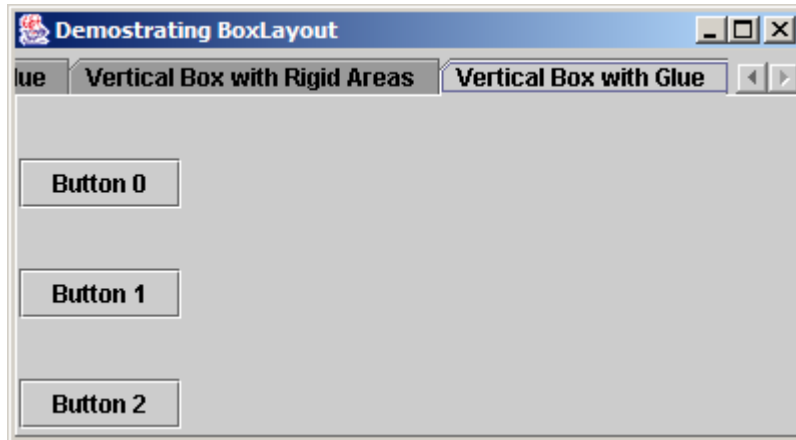 Demostrating BoxLayout
lue Vertical Box with Rigid Areas Vertical Box with Glue
Button 0
Button 1
Button 2